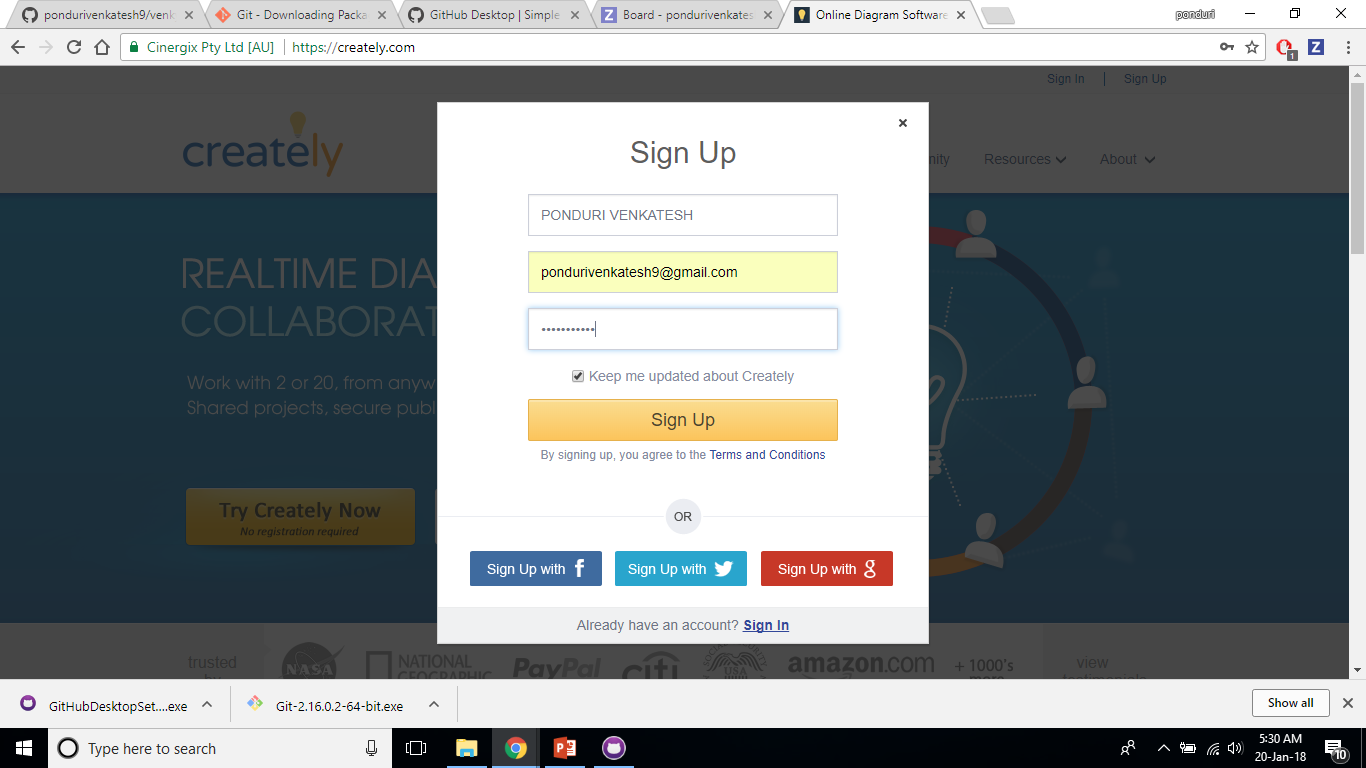 pondurivenkatesh9/venk
Git - Downloading Packa
GitHub Desktop | Simple
Board - pondurivenkates
Online Diagram Software
ponduri
Cinergix Pty Ltd [AU]
https://creately.com
Sign In | Sign Up
creately
nity
Resources
About
Sign Up
PONDURI VENKATESH
pondurivenkatesh9@gmail.com
•••••••••••
Keep me updated about Creately
Sign Up
By signing up, you agree to the Terms and Conditions
OR
Sign Up with f
Sign Up with
Sign Up with g
Already have an account? Sign In
REALTIME DIA
COLLABORAT
Work with 2 or 20, from anyw
Shared projects, secure publ
Try Creately Now
No registration required
trusted
by
NASA
NATIONAL
GEOGRAPHIC
PayPal
citi
USA
amazon.com
+ 1000's
more
view
testimonials
GitHubDesktopSet....exe
Git-2.16.0.2-64-bit.exe
Show all
Type here to search
5:30 AM
20-Jan-18
10